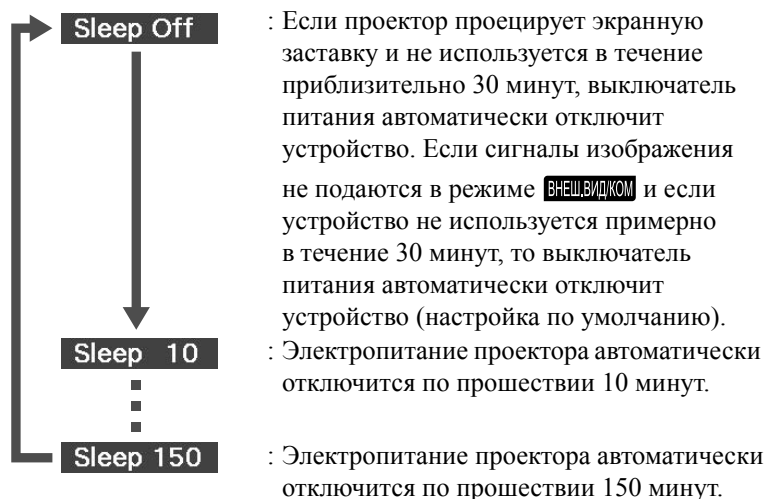 Sleep Off : Если проектор проецирует экранную
заставку и не используется в течение
приблизительно 30 минут, выключатель
питания автоматически отключит
устройство. Если сигналы изображения
не подаются в режиме ВНЕШ,ВИД/КОМ и если
устройство не используется примерно
в течение 30 минут, то выключатель
питания автоматически отключит
устройство (настройка по умолчанию).
Sleep 10 : Электропитание проектора автоматически
отключится по прошествии 10 минут.
Sleep 150 : Электропитание проектора автоматически
отключится по прошествии 150 минут.